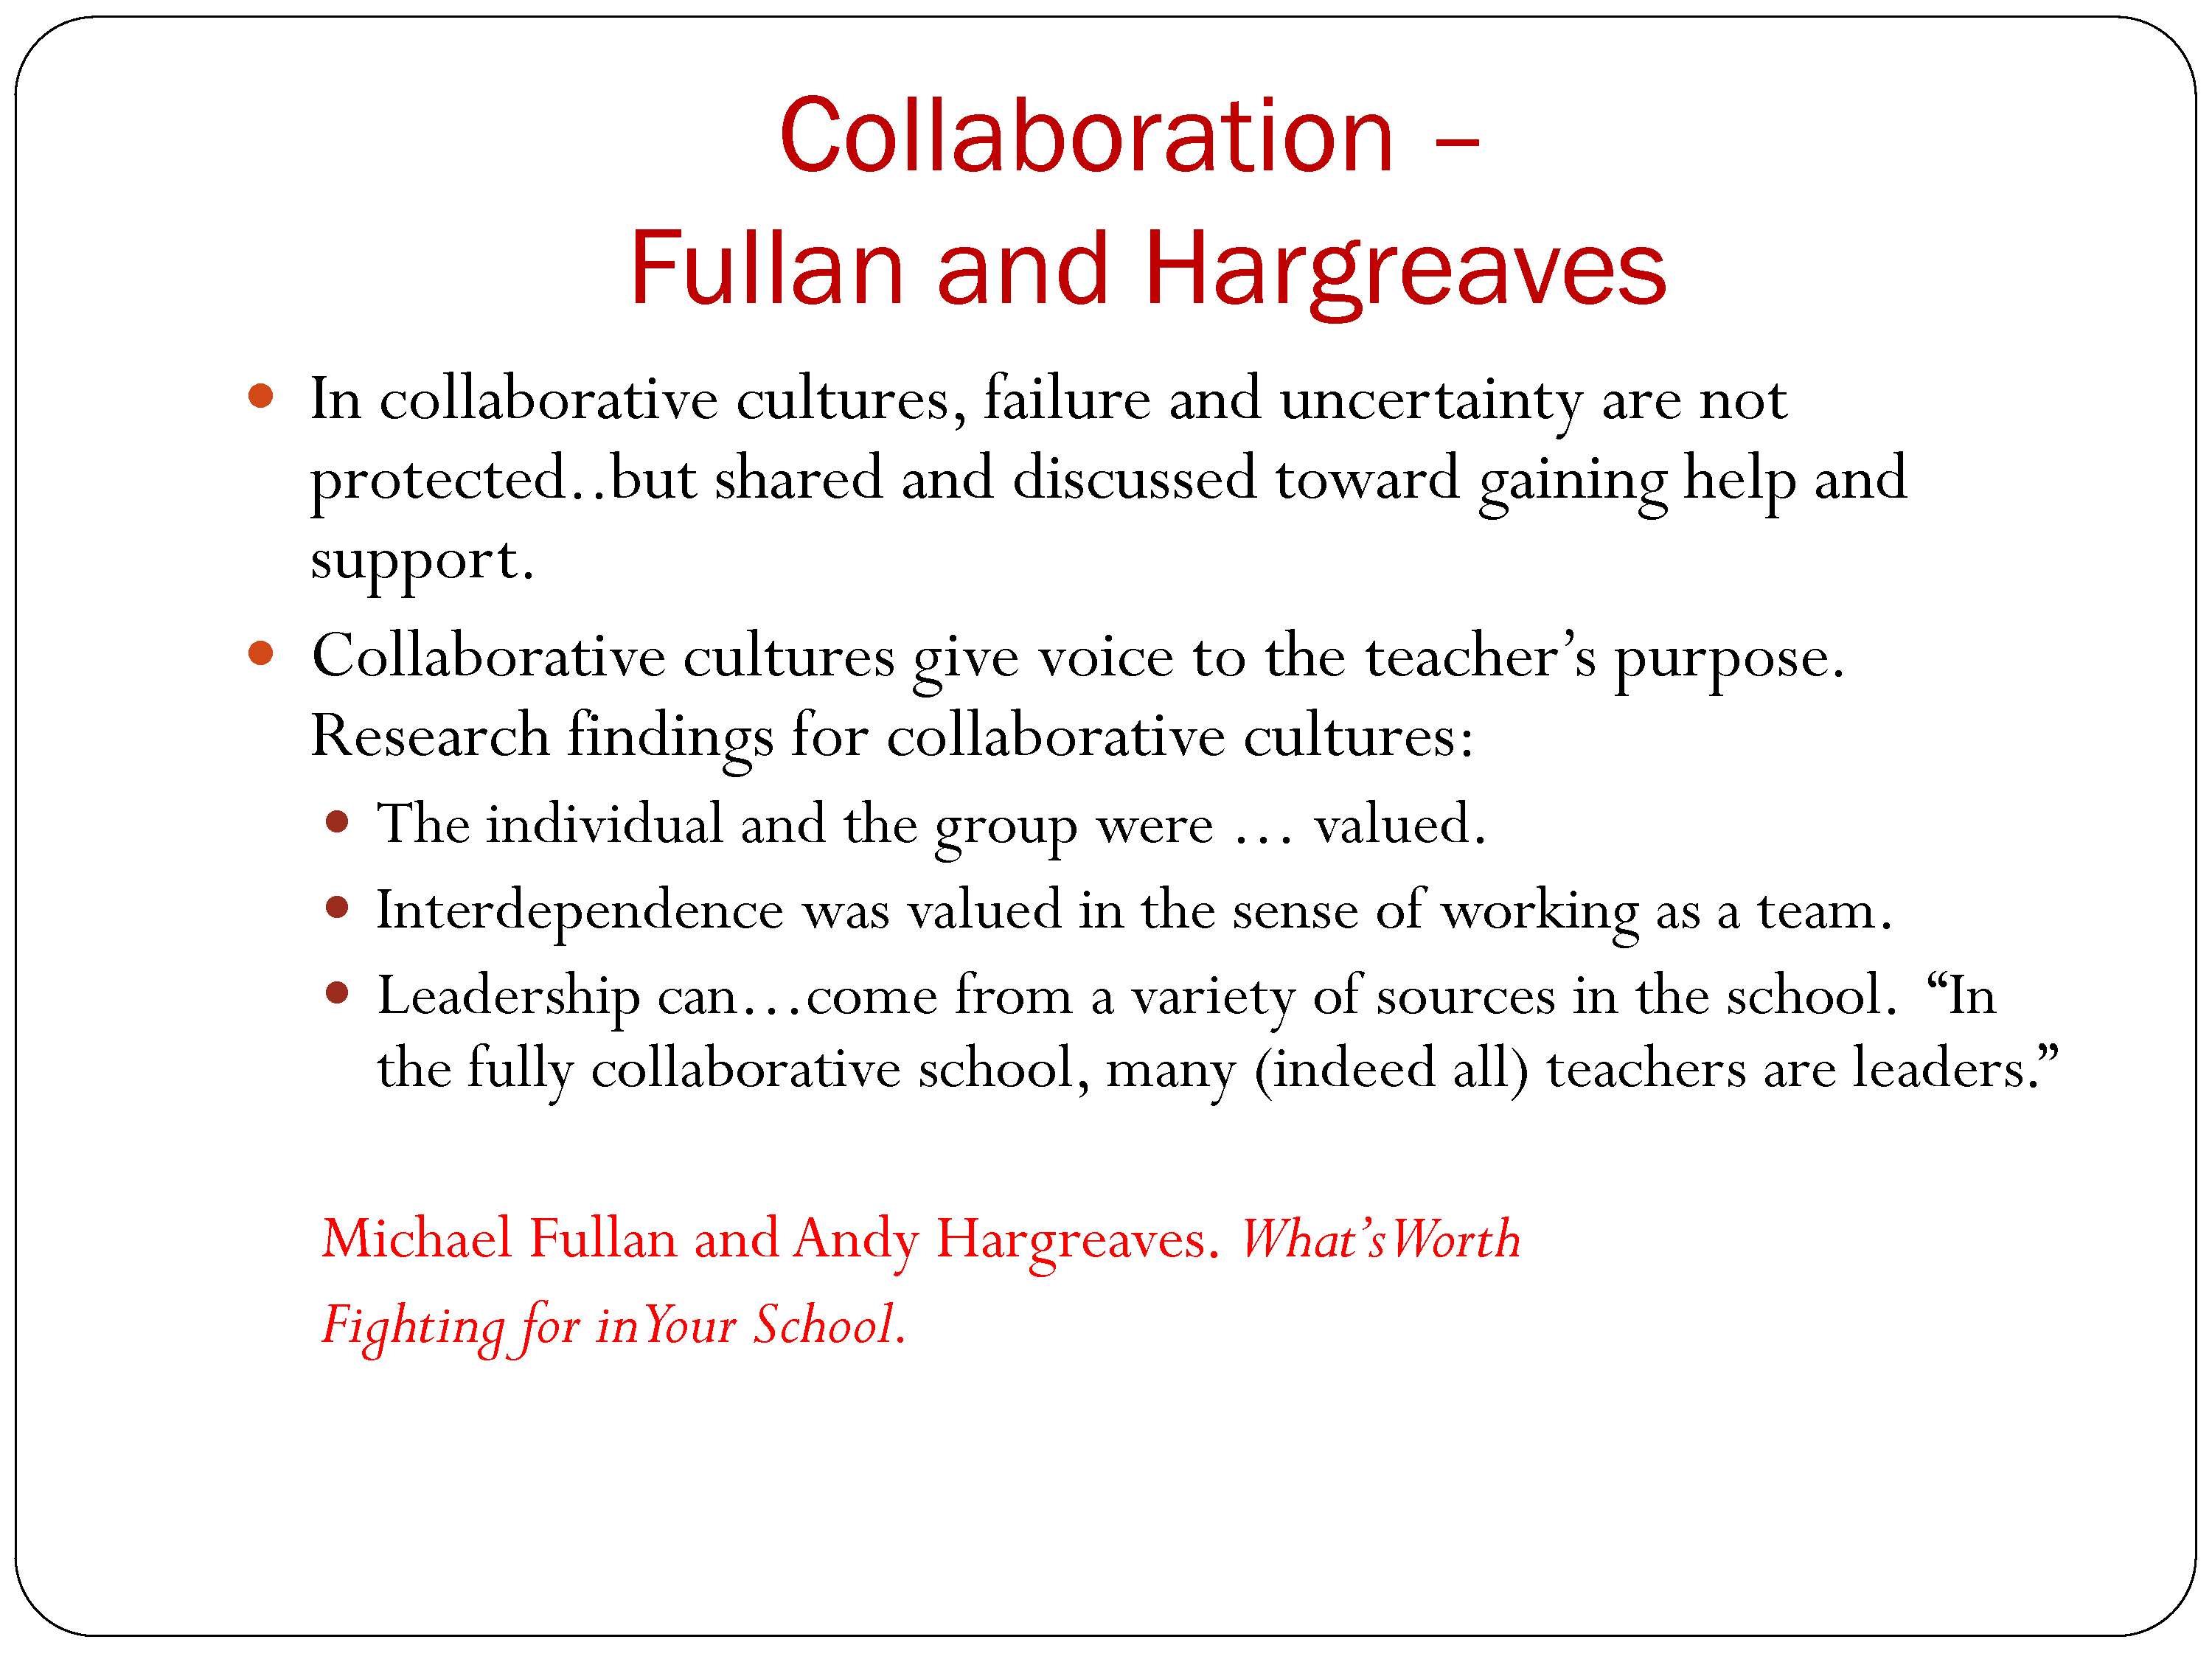 Collaboration –
Fullan and Hargreaves
• In collaborative cultures, failure and uncertainty are not
protected..but shared and discussed toward gaining help and
support.
• Collaborative cultures give voice to the teacher’s purpose.
Research findings for collaborative cultures:
• The individual and the group were … valued.
• Interdependence was valued in the sense of working as a team.
• Leadership can…come from a variety of sources in the school. “In
the fully collaborative school, many (indeed all) teachers are leaders.”
Michael Fullan and Andy Hargreaves. What’s Worth
Fighting for in Your School.